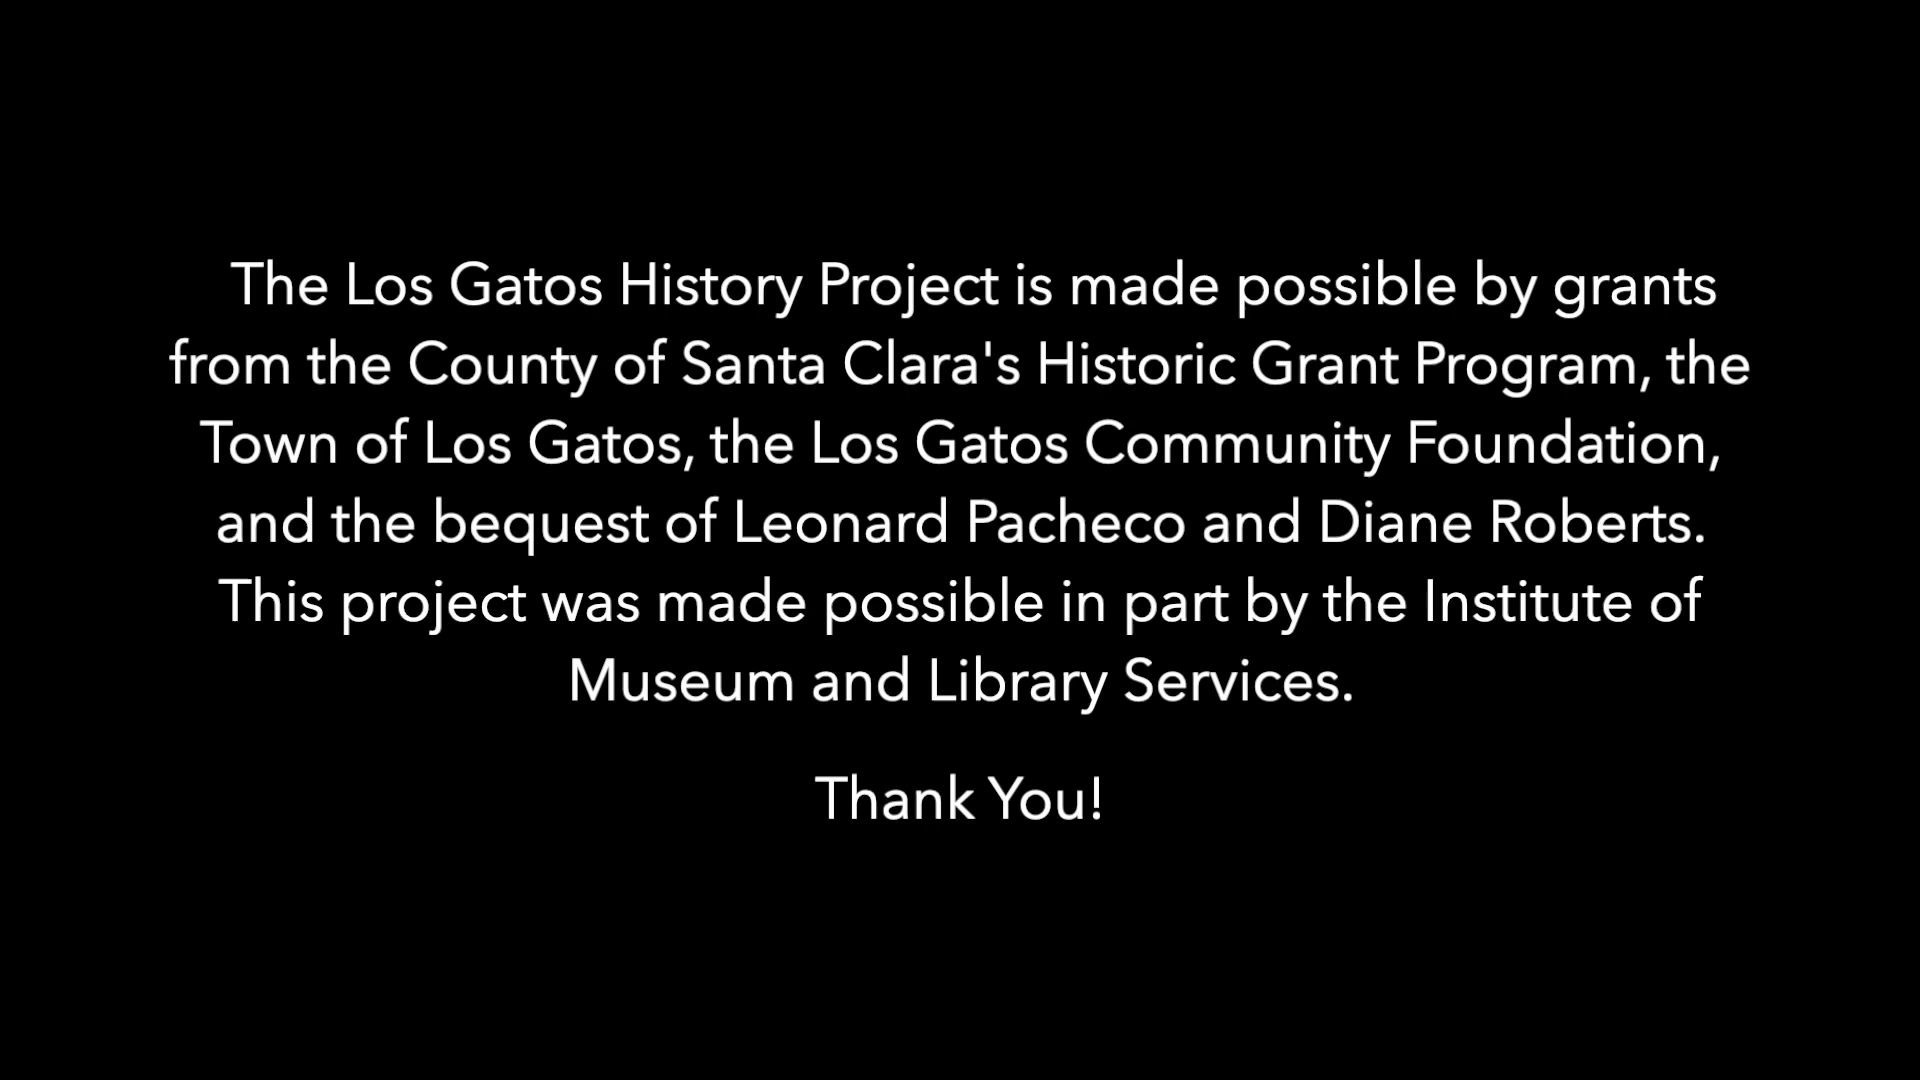 The Los Gatos History Project is made possible by grants
from the County of Santa Clara's Historic Grant Program, the
Town of Los Gatos, the Los Gatos Community Foundation,
and the bequest of Leonard Pacheco and Diane Roberts.
This project was made possible in part by the Institute of
Museum and Library Services.
Thank You!